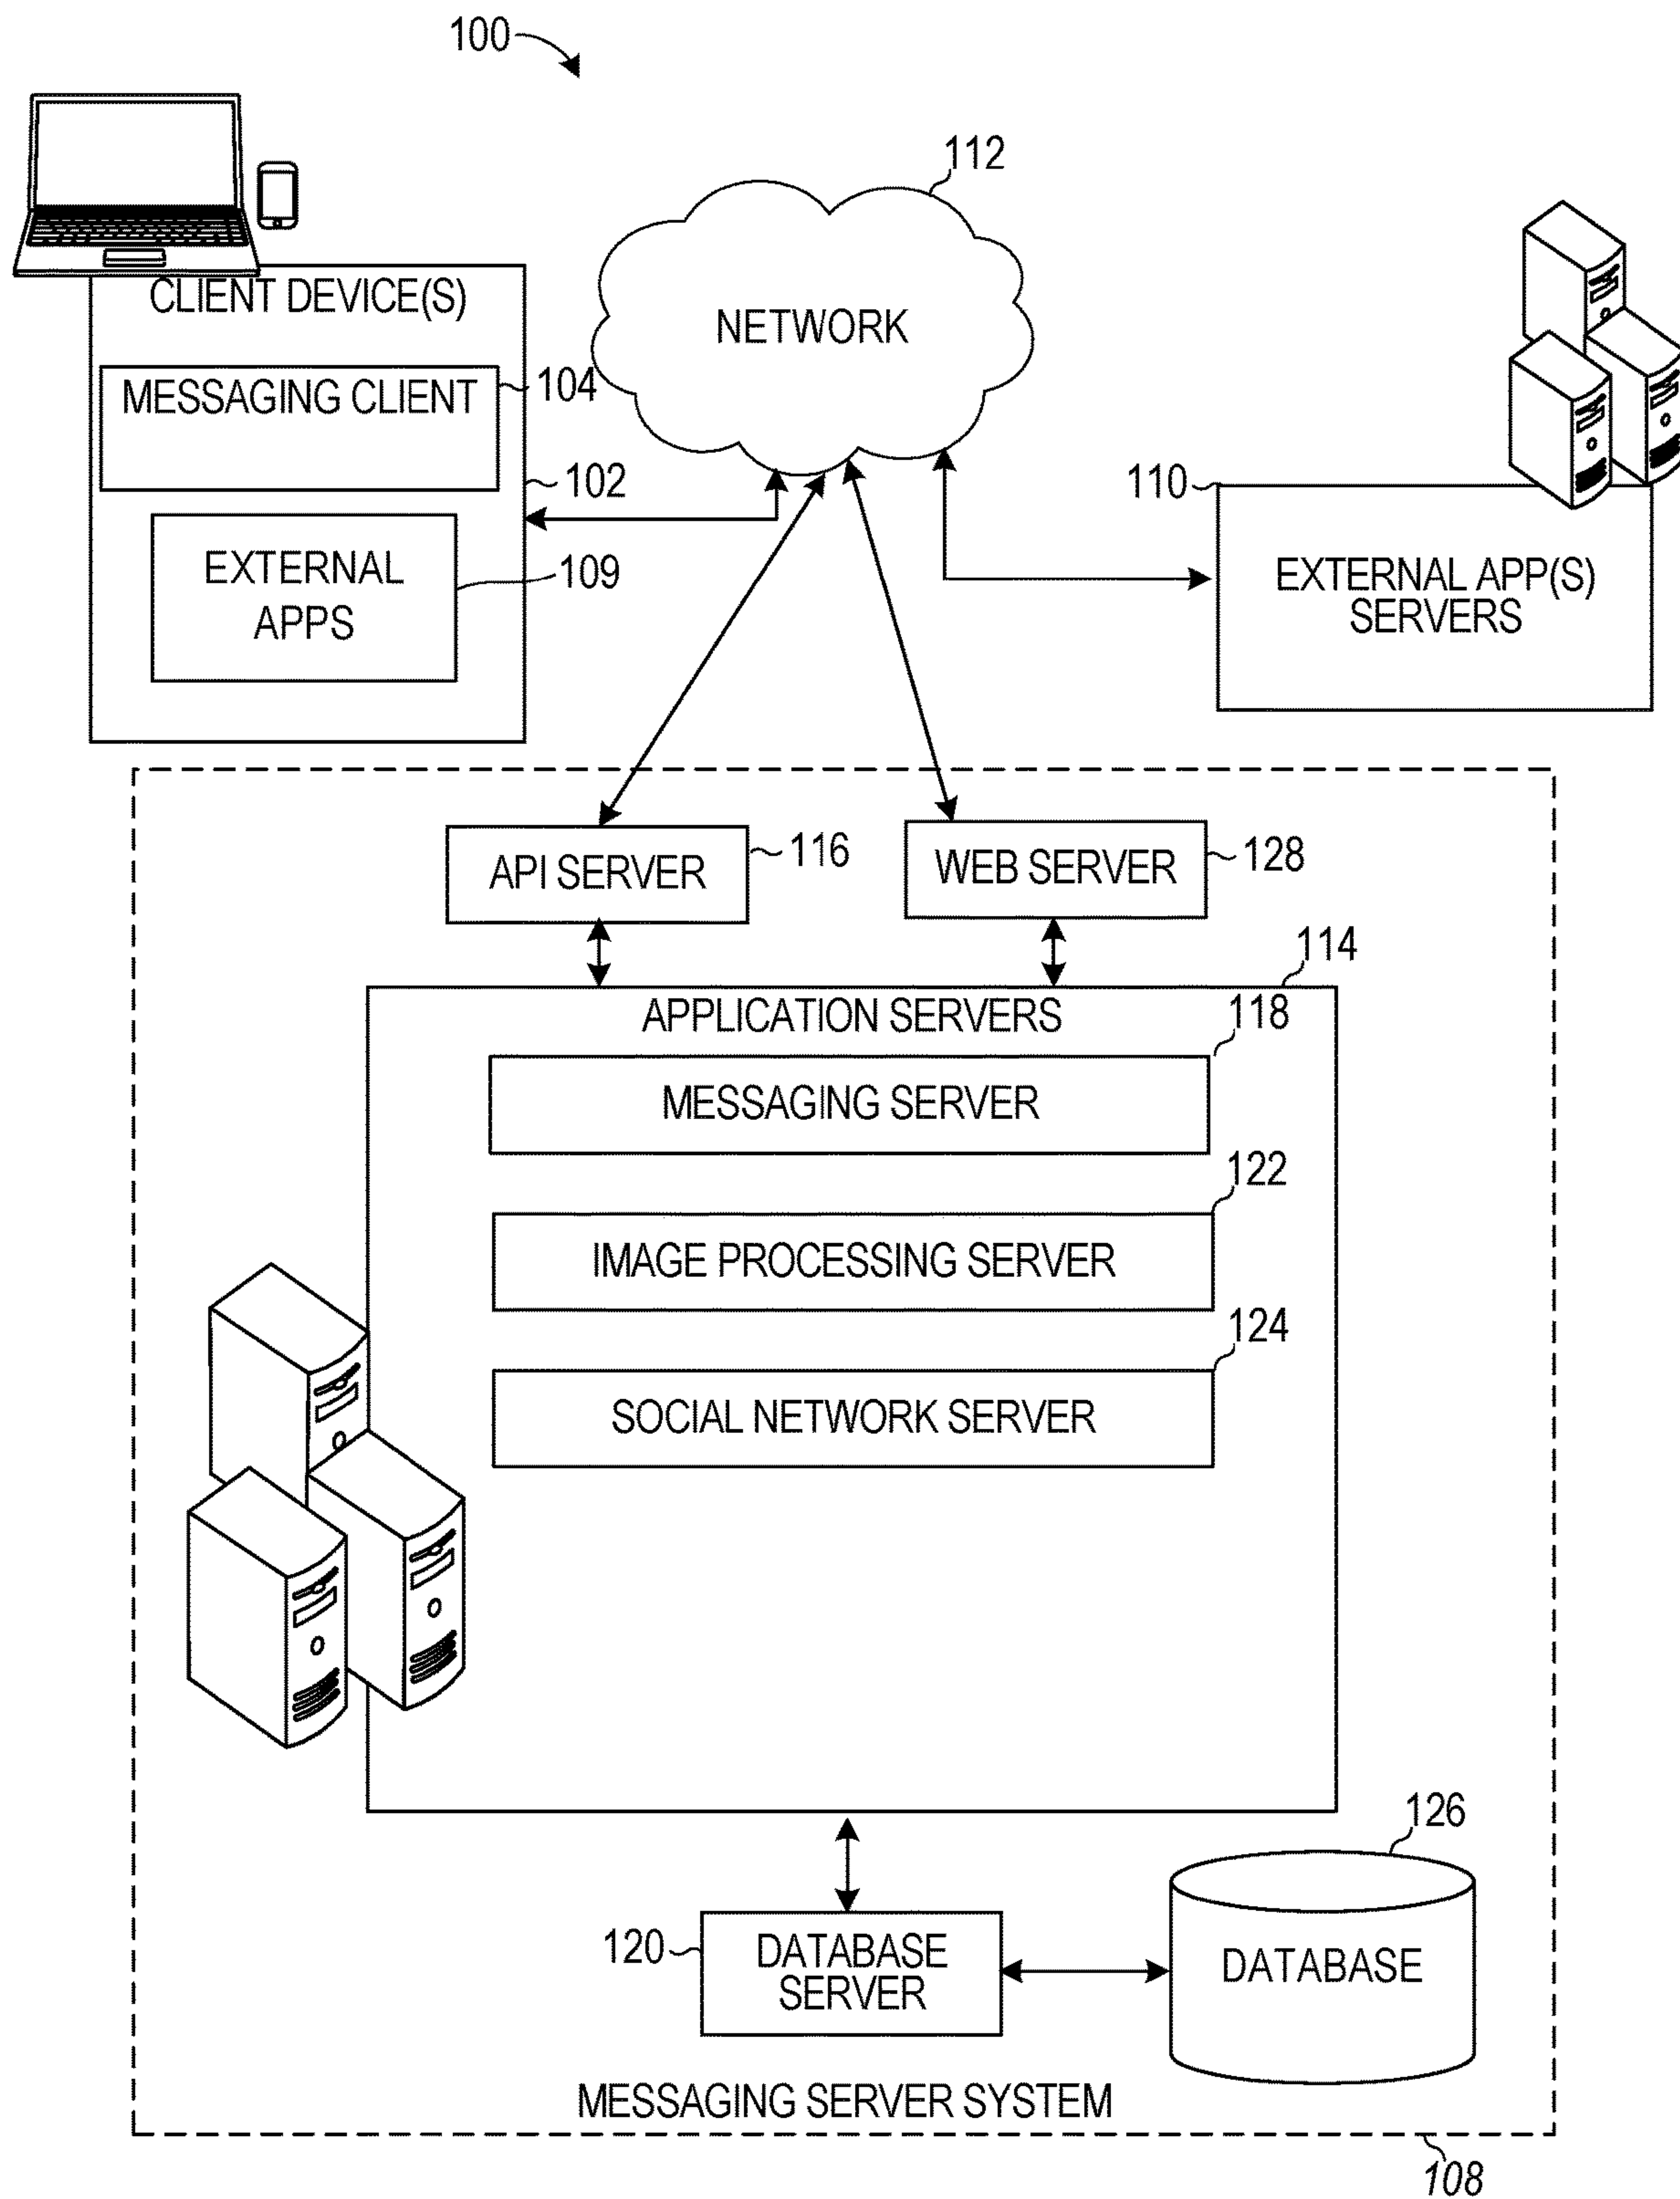 100
112
CLIENT DEVICE(S)
NETWORK
MESSAGING CLIENT
104
102
110
EXTERNAL
APPS
109
EXTERNAL APP(S)
SERVERS
API SERVER
116
WEB SERVER
128
114
APPLICATION SERVERS
118
MESSAGING SERVER
122
IMAGE PROCESSING SERVER
124
SOCIAL NETWORK SERVER
126
120
DATABASE
SERVER
DATABASE
MESSAGING SERVER SYSTEM
108